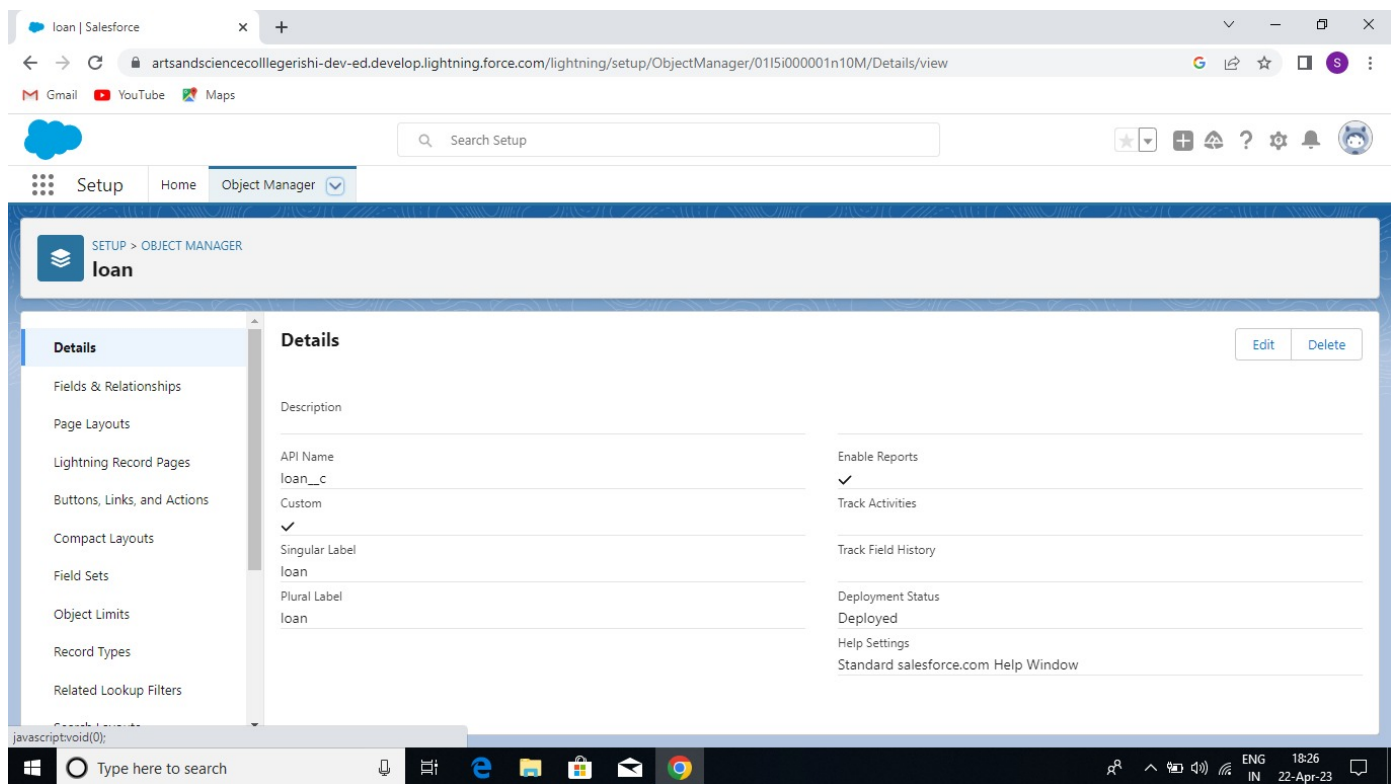 loan | Salesforce
artsandsciencecolllegerishi-dev-ed.develop.lightning.force.com/lightning/setup/ObjectManager/01I5i000001n10M/Details/view
G
S
Gmail
YouTube
Maps
Search Setup
Setup
Home
Object Manager
SETUP > OBJECT MANAGER
loan
Details
Fields & Relationships
Page Layouts
Lightning Record Pages
Buttons, Links, and Actions
Compact Layouts
Field Sets
Object Limits
Record Types
Related Lookup Filters
Search Layouts
Details
Edit
Delete
Description
API Name
loan__c
Custom
Singular Label
loan
Plural Label
loan
Enable Reports
Track Activities
Track Field History
Deployment Status
Deployed
Help Settings
Standard salesforce.com Help Window
javascript:void(0);
Type here to search
ENG
IN
18:26
22-Apr-23